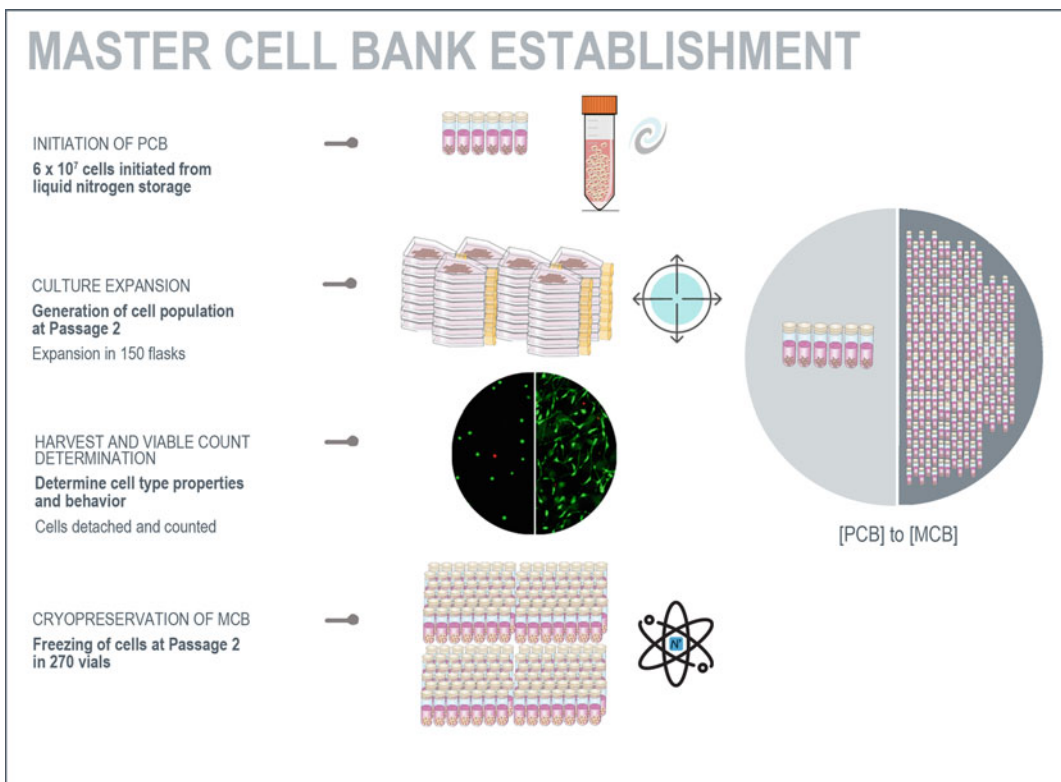 MASTER CELL BANK ESTABLISHMENT
INITIATION OF PCB
6 x 10⁷ cells initiated from
liquid nitrogen storage
CULTURE EXPANSION
Generation of cell population
at Passage 2
Expansion in 150 flasks
HARVEST AND VIABLE COUNT
DETERMINATION
Determine cell type properties
and behavior
Cells detached and counted
[PCB] to [MCB]
CRYOPRESERVATION OF MCB
Freezing of cells at Passage 2
in 270 vials